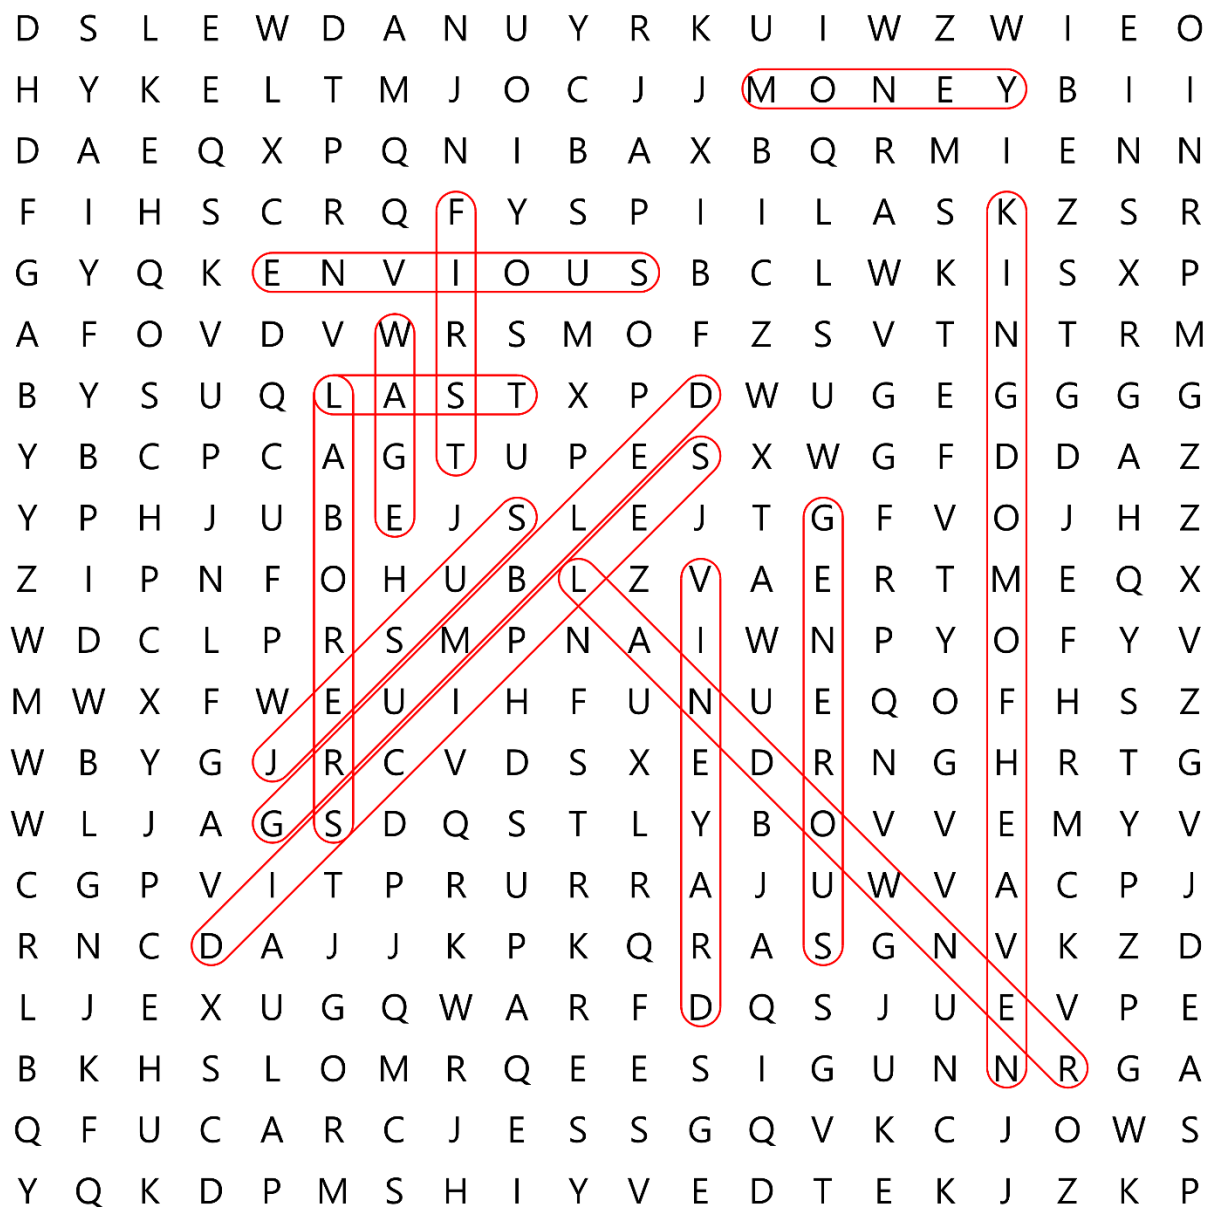 D S L E W D A N U Y R K U I W Z W I E O
H Y K E L T M J O C J J M O N E Y B I I
D A E Q X P Q N I B A X B Q R M I E N N
F I H S C R Q F Y S P I I L A S K Z S R
G Y Q K E N V I O U S B C L W K I S X P
A F O V D V W R S M O F Z S V T N T R M
B Y S U Q L A S T X P D W U G E G G G G
Y B C P C A G T U P E S X W G F D D A Z
Y P H J U B E J S L E J T G F V O J H Z
Z I P N F O H U B L Z V A E R T M E Q X
W D C L P R S M P N A I W N P Y O F Y V
M W X F W E U I H F U N U E Q O F H S Z
W B Y G J R C V D S X E D R N G H R T G
W L J A G S D Q S T L Y B O V V E M Y V
C G P V I T P R U R R A J U W V A C P J
R N C D A J J K P K Q R A S G N V K Z D
L J E X U G Q W A R F D Q S J U E V P E
B K H S L O M R Q E E S I G U N N R G A
Q F U C A R C J E S S G Q V K C J O W S
Y Q K D P M S H I Y V E D T E K J Z K P